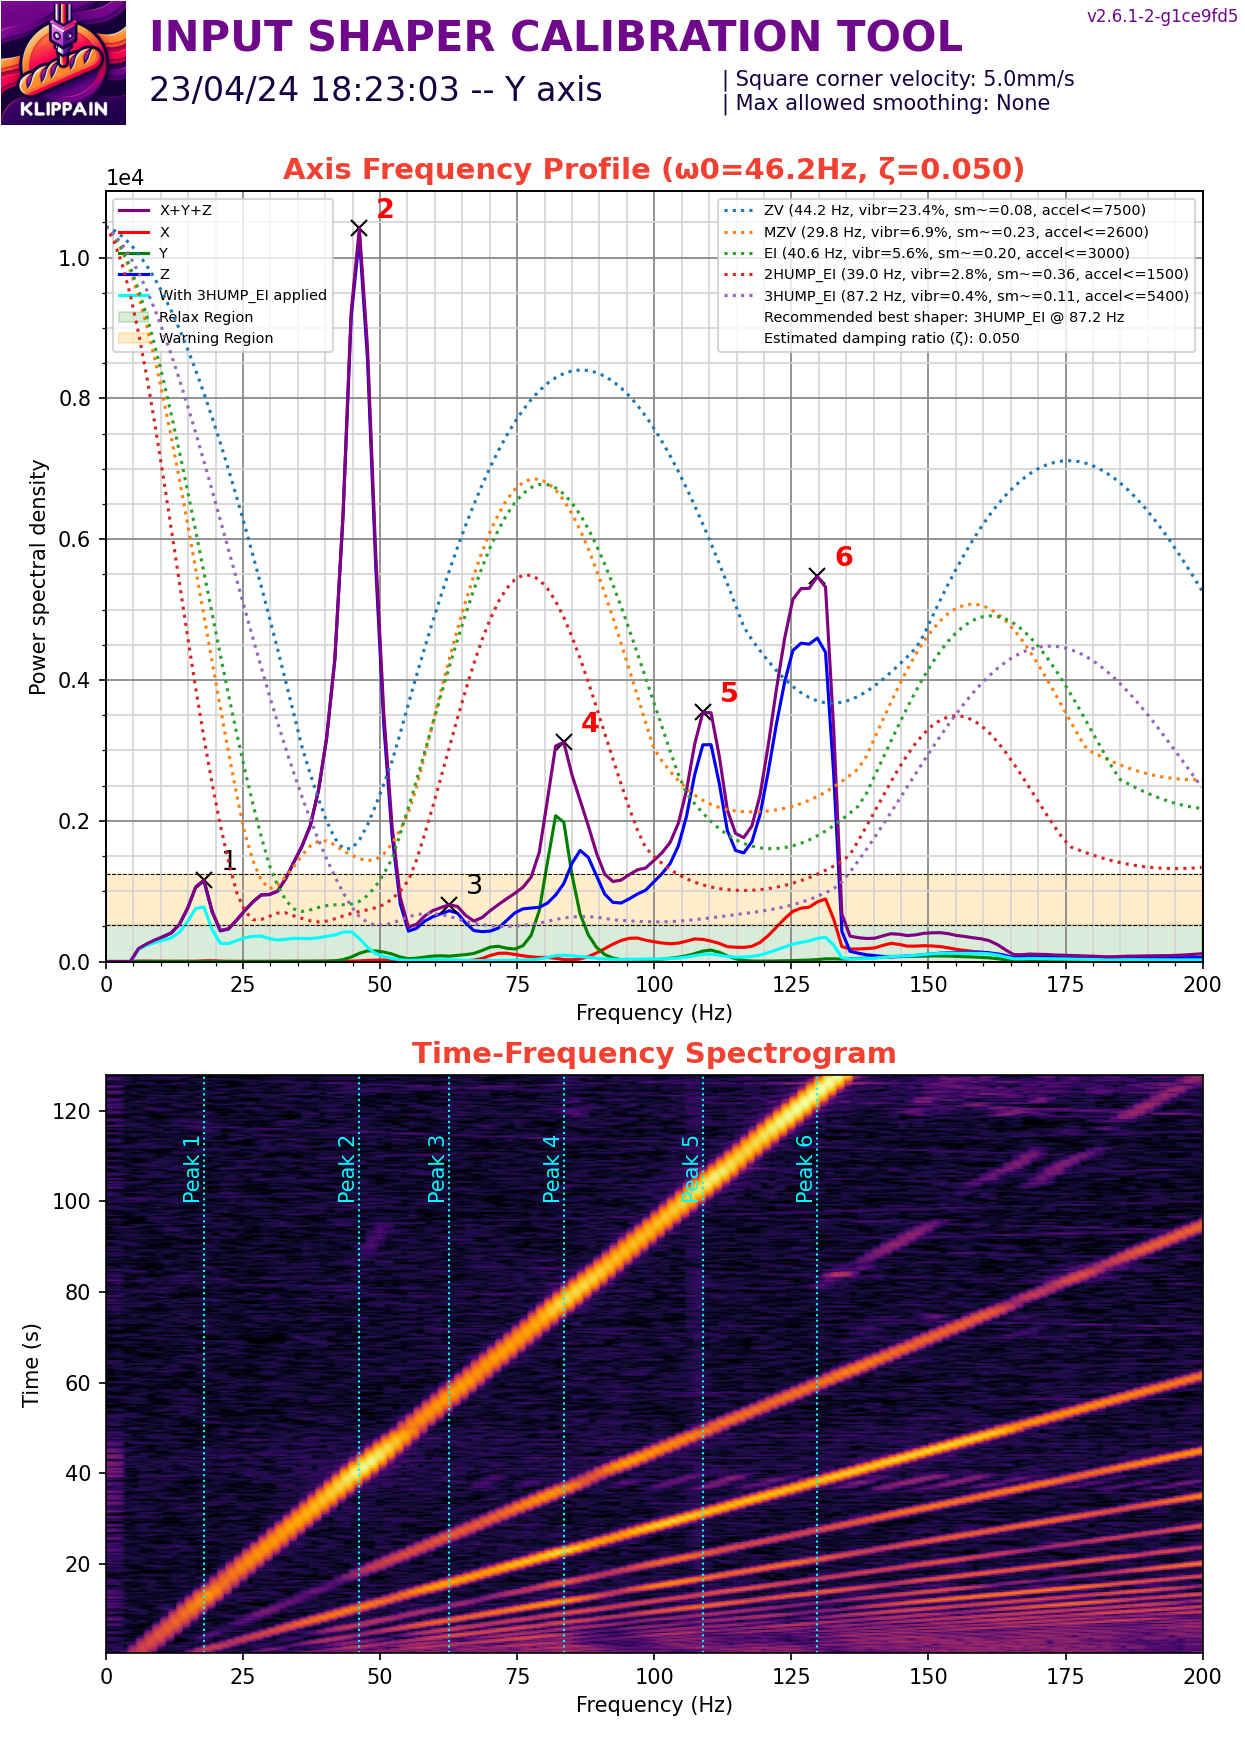 v2.6.1-2-g1ce9fd5
INPUT SHAPER CALIBRATION TOOL
23/04/24 18:23:03 -- Y axis
| Square corner velocity: 5.0mm/s
| Max allowed smoothing: None
KLIPPAIN
Axis Frequency Profile (ω0=46.2Hz, ζ=0.050)
1e4
X+Y+Z
X
Y
Z
With 3HUMP_EI applied
Relax Region
Warning Region
ZV (44.2 Hz, vibr=23.4%, sm~=0.08, accel<=7500)
MZV (29.8 Hz, vibr=6.9%, sm~=0.23, accel<=2600)
EI (40.6 Hz, vibr=5.6%, sm~=0.20, accel<=3000)
2HUMP_EI (39.0 Hz, vibr=2.8%, sm~=0.36, accel<=1500)
3HUMP_EI (87.2 Hz, vibr=0.4%, sm~=0.11, accel<=5400)
Recommended best shaper: 3HUMP_EI @ 87.2 Hz
Estimated damping ratio (ζ): 0.050
2
6
5
4
1
3
Power spectral density
1.0
0.8
0.6
0.4
0.2
0.0
0 25 50 75 100 125 150 175 200
Frequency (Hz)
Time-Frequency Spectrogram
Time (s)
120
100
80
60
40
20
Peak 1
Peak 2
Peak 3
Peak 4
Peak 5
Peak 6
0 25 50 75 100 125 150 175 200
Frequency (Hz)